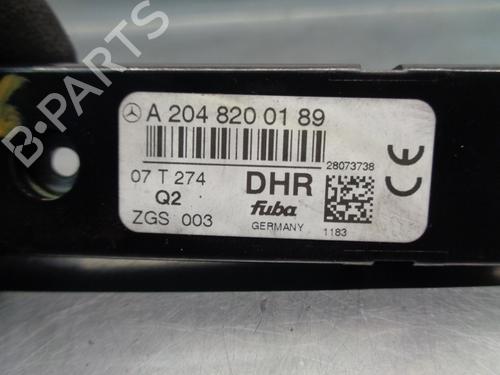 A 204 820 01 89
28073738
07 T 274
DHR
Q2
fuba
ZGS 003
GERMANY
1183
CE
B-PARTS